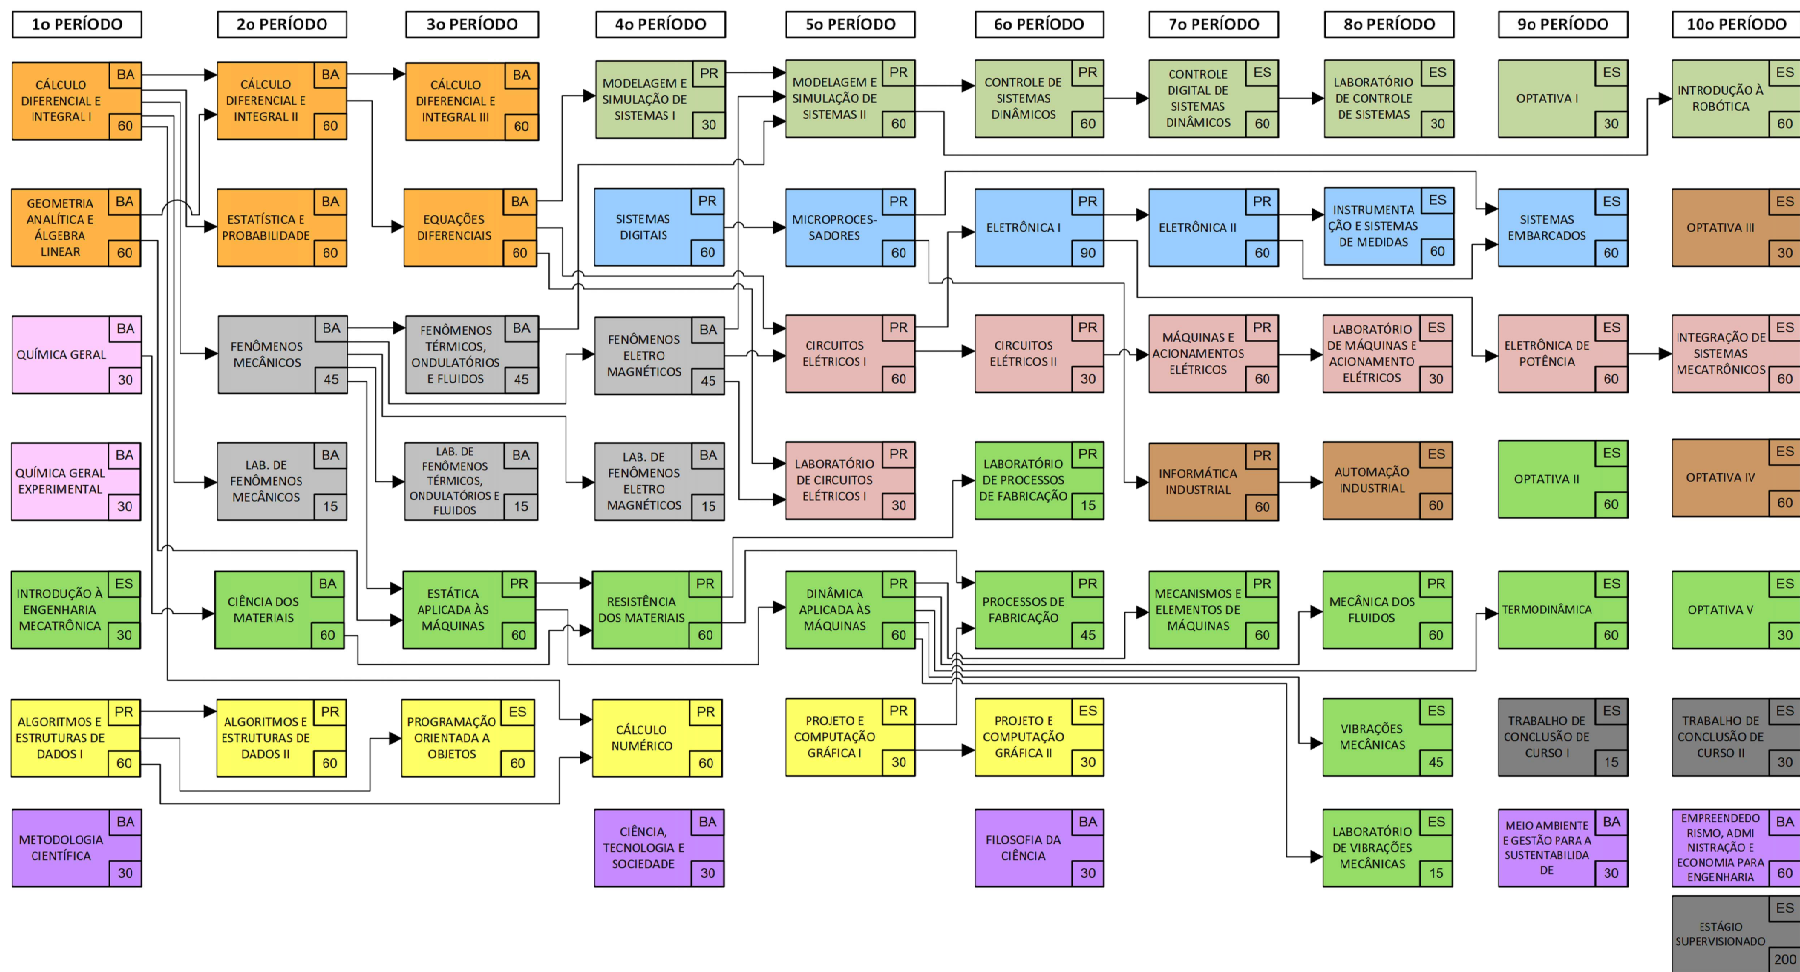 1o PERÍODO
2o PERÍODO
3o PERÍODO
4o PERÍODO
5o PERÍODO
6o PERÍODO
7o PERÍODO
8o PERÍODO
9o PERÍODO
10o PERÍODO
BA
CÁLCULO
DIFERENCIAL E
INTEGRAL I
60
BA
CÁLCULO
DIFERENCIAL E
INTEGRAL II
60
BA
CÁLCULO
DIFERENCIAL E
INTEGRAL III
60
PR
MODELAGEM E
SIMULAÇÃO DE
SISTEMAS I
30
PR
MODELAGEM E
SIMULAÇÃO DE
SISTEMAS II
60
PR
CONTROLE DE
SISTEMAS
DINÂMICOS
60
ES
CONTROLE
DIGITAL DE
SISTEMAS
DINÂMICOS
60
ES
LABORATÓRIO
DE CONTROLE
DE SISTEMAS
30
ES
OPTATIVA I
30
ES
INTRODUÇÃO À
ROBÓTICA
60
BA
GEOMETRIA
ANALÍTICA E
ÁLGEBRA
LINEAR
60
BA
ESTATÍSTICA E
PROBABILIDADE
60
BA
EQUAÇÕES
DIFERENCIAIS
60
PR
SISTEMAS
DIGITAIS
60
PR
MICROPROCES-
SADORES
60
PR
ELETRÔNICA I
90
PR
ELETRÔNICA II
60
ES
INSTRUMENTA
ÇÃO E SISTEMAS
DE MEDIDAS
60
ES
SISTEMAS
EMBARCADOS
60
ES
OPTATIVA III
30
BA
QUÍMICA GERAL
30
BA
FENÔMENOS
MECÂNICOS
45
BA
FENÔMENOS
TÉRMICOS,
ONDULATÓRIOS
E FLUIDOS
45
BA
FENÔMENOS
ELETRO
MAGNÉTICOS
45
PR
CIRCUITOS
ELÉTRICOS I
60
PR
CIRCUITOS
ELÉTRICOS II
30
PR
MÁQUINAS E
ACIONAMENTOS
ELÉTRICOS
60
ES
LABORATÓRIO
DE MÁQUINAS E
ACIONAMENTO
ELÉTRICOS
30
ES
ELETRÔNICA DE
POTÊNCIA
60
ES
INTEGRAÇÃO DE
SISTEMAS
MECATRÔNICOS
60
BA
QUÍMICA GERAL
EXPERIMENTAL
30
BA
LAB. DE
FENÔMENOS
MECÂNICOS
15
BA
LAB. DE
FENÔMENOS
TÉRMICOS,
ONDULATÓRIOS E
FLUIDOS
15
BA
LAB. DE
FENÔMENOS
ELETRO
MAGNÉTICOS
15
PR
LABORATÓRIO
DE CIRCUITOS
ELÉTRICOS I
30
PR
LABORATÓRIO
DE PROCESSOS
DE FABRICAÇÃO
15
PR
INFORMÁTICA
INDUSTRIAL
60
ES
AUTOMAÇÃO
INDUSTRIAL
60
ES
OPTATIVA II
60
ES
OPTATIVA IV
60
ES
INTRODUÇÃO À
ENGENHARIA
MECATRÔNICA
30
BA
CIÊNCIA DOS
MATERIAIS
60
PR
ESTÁTICA
APLICADA ÀS
MÁQUINAS
60
PR
RESISTÊNCIA
DOS MATERIAIS
60
PR
DINÂMICA
APLICADA ÀS
MÁQUINAS
60
PR
PROCESSOS DE
FABRICAÇÃO
45
PR
MECANISMOS E
ELEMENTOS DE
MÁQUINAS
60
PR
MECÂNICA DOS
FLUIDOS
60
ES
TERMODINÂMICA
60
ES
OPTATIVA V
30
PR
ALGORITMOS E
ESTRUTURAS DE
DADOS I
60
PR
ALGORITMOS E
ESTRUTURAS DE
DADOS II
60
ES
PROGRAMAÇÃO
ORIENTADA A
OBJETOS
60
PR
CÁLCULO
NUMÉRICO
60
PR
PROJETO E
COMPUTAÇÃO
GRÁFICA I
30
ES
PROJETO E
COMPUTAÇÃO
GRÁFICA II
30
ES
VIBRAÇÕES
MECÂNICAS
45
ES
TRABALHO DE
CONCLUSÃO DE
CURSO I
15
ES
TRABALHO DE
CONCLUSÃO DE
CURSO II
30
BA
METODOLOGIA
CIENTÍFICA
30
BA
CIÊNCIA,
TECNOLOGIA E
SOCIEDADE
30
BA
FILOSOFIA DA
CIÊNCIA
30
ES
LABORATÓRIO
DE VIBRAÇÕES
MECÂNICAS
15
BA
MEIO AMBIENTE
E GESTÃO PARA A
SUSTENTABILIDA
DE
30
BA
EMPREENDEDO
RISMO, ADMI
NISTRAÇÃO E
ECONOMIA PARA
ENGENHARIA
60
ES
ESTÁGIO
SUPERVISIONADO
200